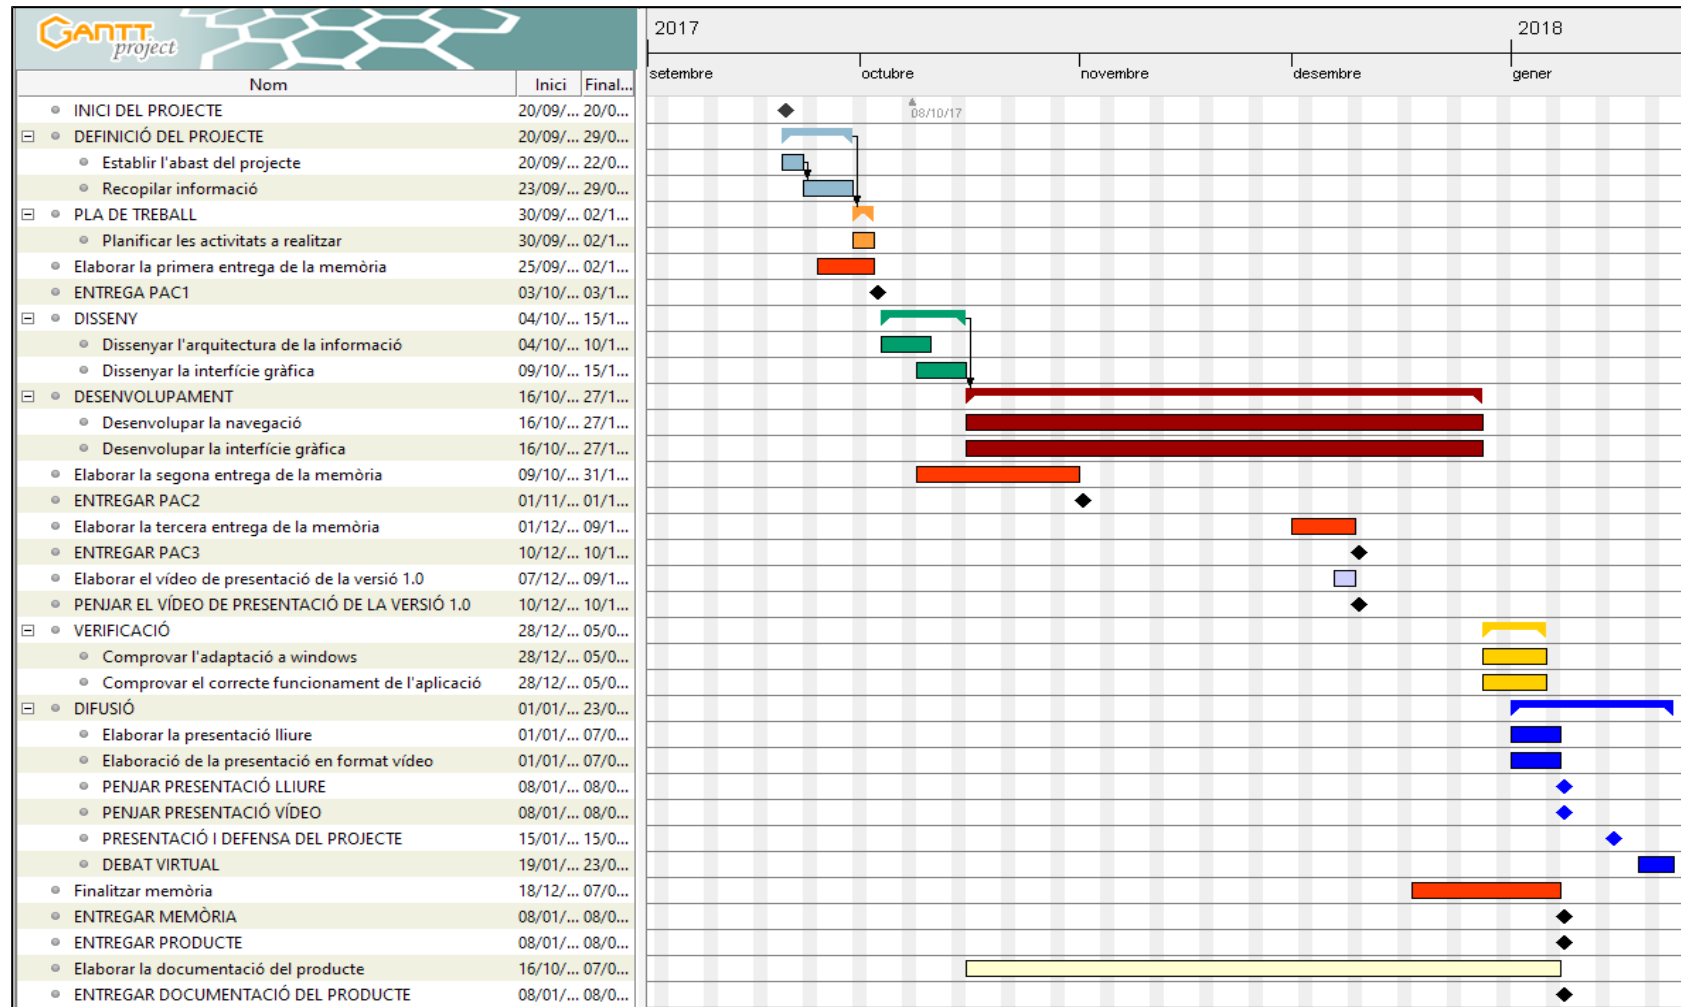 GANTT project
2017 2018
setembre octubre novembre desembre gener
Nom Inici Final...
08/10/17
INICI DEL PROJECTE 20/09/... 20/0...
DEFINICIÓ DEL PROJECTE 20/09/... 29/0...
Establir l'abast del projecte 20/09/... 22/0...
Recopilar informació 23/09/... 29/0...
PLA DE TREBALL 30/09/... 02/1...
Planificar les activitats a realitzar 30/09/... 02/1...
Elaborar la primera entrega de la memòria 25/09/... 02/1...
ENTREGA PAC1 03/10/... 03/1...
DISSENY 04/10/... 15/1...
Dissenyar l'arquitectura de la informació 04/10/... 10/1...
Dissenyar la interfície gràfica 09/10/... 15/1...
DESENVOLUPAMENT 16/10/... 27/1...
Desenvolupar la navegació 16/10/... 27/1...
Desenvolupar la interfície gràfica 16/10/... 27/1...
Elaborar la segona entrega de la memòria 09/10/... 31/1...
ENTREGAR PAC2 01/11/... 01/1...
Elaborar la tercera entrega de la memòria 01/12/... 09/1...
ENTREGAR PAC3 10/12/... 10/1...
Elaborar el vídeo de presentació de la versió 1.0 07/12/... 09/1...
PENJAR EL VÍDEO DE PRESENTACIÓ DE LA VERSIÓ 1.0 10/12/... 10/1...
VERIFICACIÓ 28/12/... 05/0...
Comprovar l'adaptació a windows 28/12/... 05/0...
Comprovar el correcte funcionament de l'aplicació 28/12/... 05/0...
DIFUSIÓ 01/01/... 23/0...
Elaborar la presentació lliure 01/01/... 07/0...
Elaboració de la presentació en format vídeo 01/01/... 07/0...
PENJAR PRESENTACIÓ LLIURE 08/01/... 08/0...
PENJAR PRESENTACIÓ VÍDEO 08/01/... 08/0...
PRESENTACIÓ I DEFENSA DEL PROJECTE 15/01/... 15/0...
DEBAT VIRTUAL 19/01/... 23/0...
Finalitzar memòria 18/12/... 07/0...
ENTREGAR MEMÒRIA 08/01/... 08/0...
ENTREGAR PRODUCTE 08/01/... 08/0...
Elaborar la documentació del producte 16/10/... 07/0...
ENTREGAR DOCUMENTACIÓ DEL PRODUCTE 08/01/... 08/0...